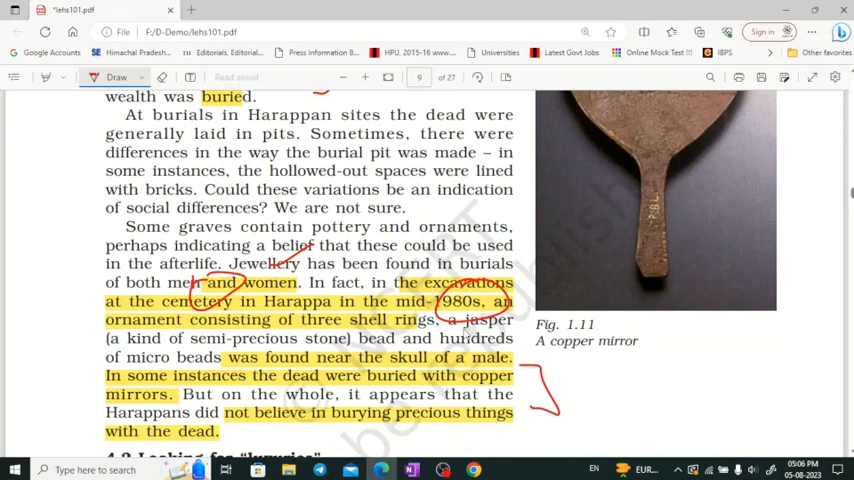 *lehs101.pdf
File
F:/D-Demo/lehs101.pdf
Sign in
SP
Himachal Pradesh...
Editorials, Editorial...
Press Information B...
HPU, 2015-16 www.h...
Universities
Latest Govt Jobs
Online Mock Test !...
IBPS
Other favorites
Draw
Read aloud
9 of 27
wealth was buried.
At burials in Harappan sites the dead were
generally laid in pits. Sometimes, there were
differences in the way the burial pit was made – in
some instances, the hollowed-out spaces were lined
with bricks. Could these variations be an indication
of social differences? We are not sure.
Some graves contain pottery and ornaments,
perhaps indicating a belief that these could be used
in the afterlife. Jewellery has been found in burials
of both men and women. In fact, in the excavations
at the cemetery in Harappa in the mid-1980s, an
ornament consisting of three shell rings, a jasper
(a kind of semi-precious stone) bead and hundreds
of micro beads was found near the skull of a male.
In some instances the dead were buried with copper
mirrors. But on the whole, it appears that the
Harappans did not believe in burying precious things
with the dead.
4.2 Looking for "luxuries"
Fig. 1.11
A copper mirror
© NCERT
be republish
Type here to search
EN
EUR...
05:06 PM
05-08-2023